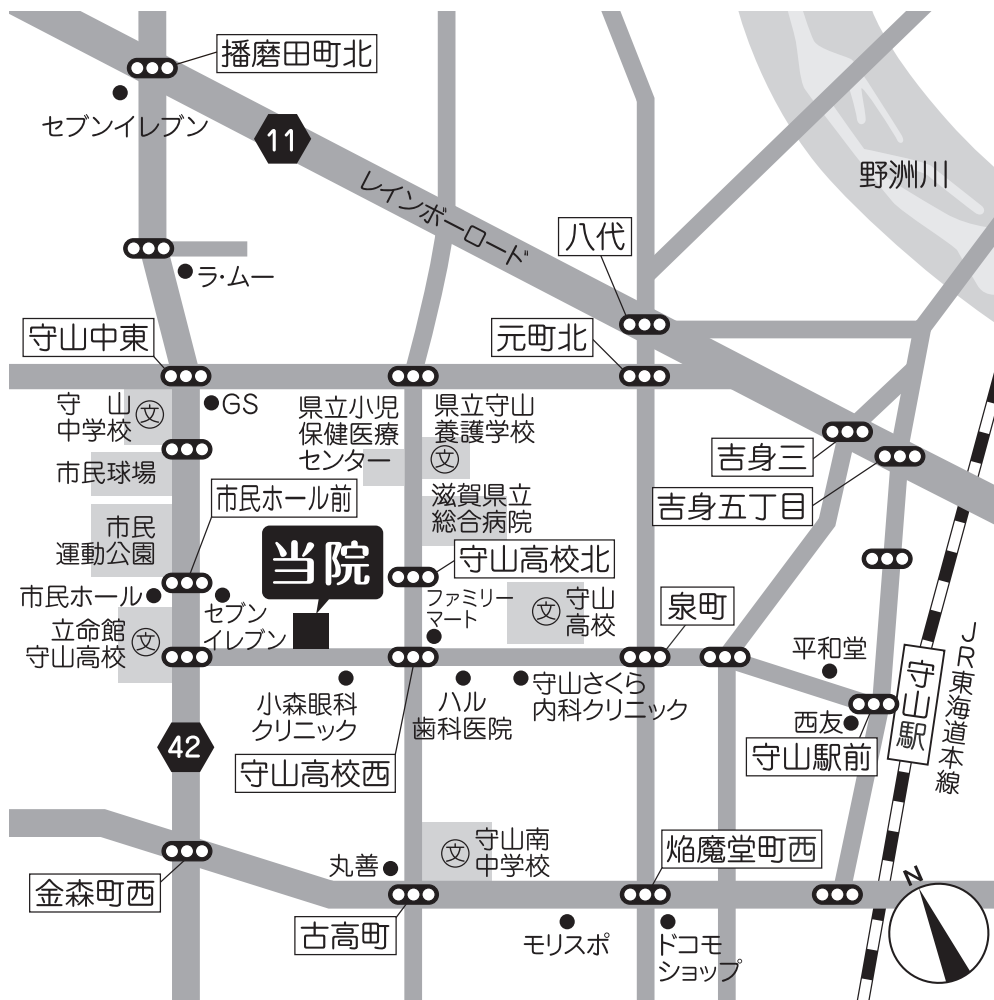 播磨田町北
セブンイレブン
11
レインボーロード
野洲川
八代
ラ・ムー
守山中東
元町北
守 山
中学校
文
GS
県立小児
保健医療
センター
県立守山
養護学校
文
市民球場
吉身三
吉身五丁目
市民ホール前
滋賀県立
総合病院
市民
運動公園
当院
守山高校北
市民ホール
セブン
イレブン
ファミリー
マート
文
守山
高校
泉町
立命館
守山高校
文
平和堂
JR東海道本線
守山駅
小森眼科
クリニック
ハル
歯科医院
守山さくら
内科クリニック
西友
守山駅前
42
守山高校西
文
守山南
中学校
焔魔堂町西
丸善
金森町西
古高町
モリスポ
ドコモ
ショップ
N